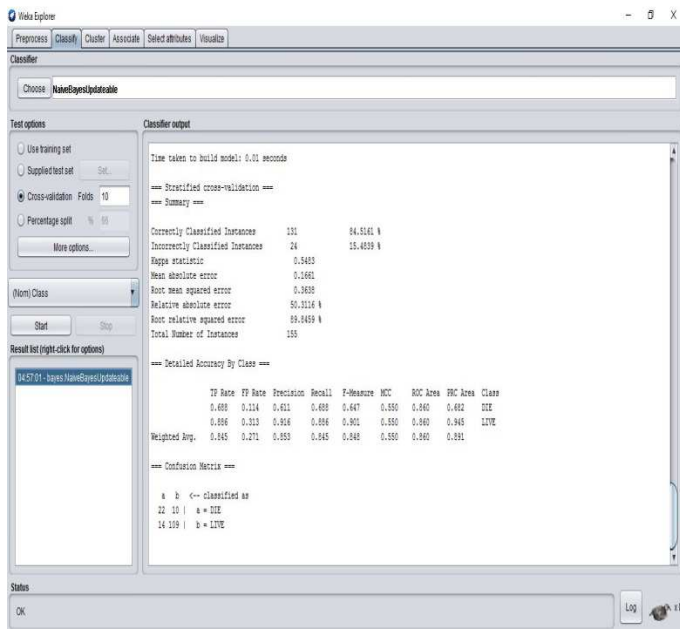 Weka Explorer
Preprocess Classify Cluster Associate Select attributes Visualize
Classifier
Choose NaiveBayesUpdateable
Test options
Use training set
Supplied test set Set...
Cross-validation Folds 10
Percentage split % 66
More options...
(Nom) Class
Start Stop
Result list (right-click for options)
04:57:01 - bayes.NaiveBayesUpdateable
Classifier output
Time taken to build model: 0.01 seconds
=== Stratified cross-validation ===
=== Summary ===
Correctly Classified Instances 131 84.5161 %
Incorrectly Classified Instances 24 15.4839 %
Kappa statistic 0.5483
Mean absolute error 0.1661
Root mean squared error 0.3638
Relative absolute error 50.3116 %
Root relative squared error 89.8459 %
Total Number of Instances 155
=== Detailed Accuracy By Class ===
TP Rate FP Rate Precision Recall F-Measure MCC ROC Area PRC Area Class
0.688 0.114 0.611 0.688 0.647 0.550 0.860 0.682 DIE
0.886 0.313 0.916 0.886 0.901 0.550 0.860 0.945 LIVE
Weighted Avg. 0.845 0.271 0.853 0.845 0.848 0.550 0.860 0.891
=== Confusion Matrix ===
a b <-- classified as
22 10 | a = DIE
14 109 | b = LIVE
Status
OK
Log